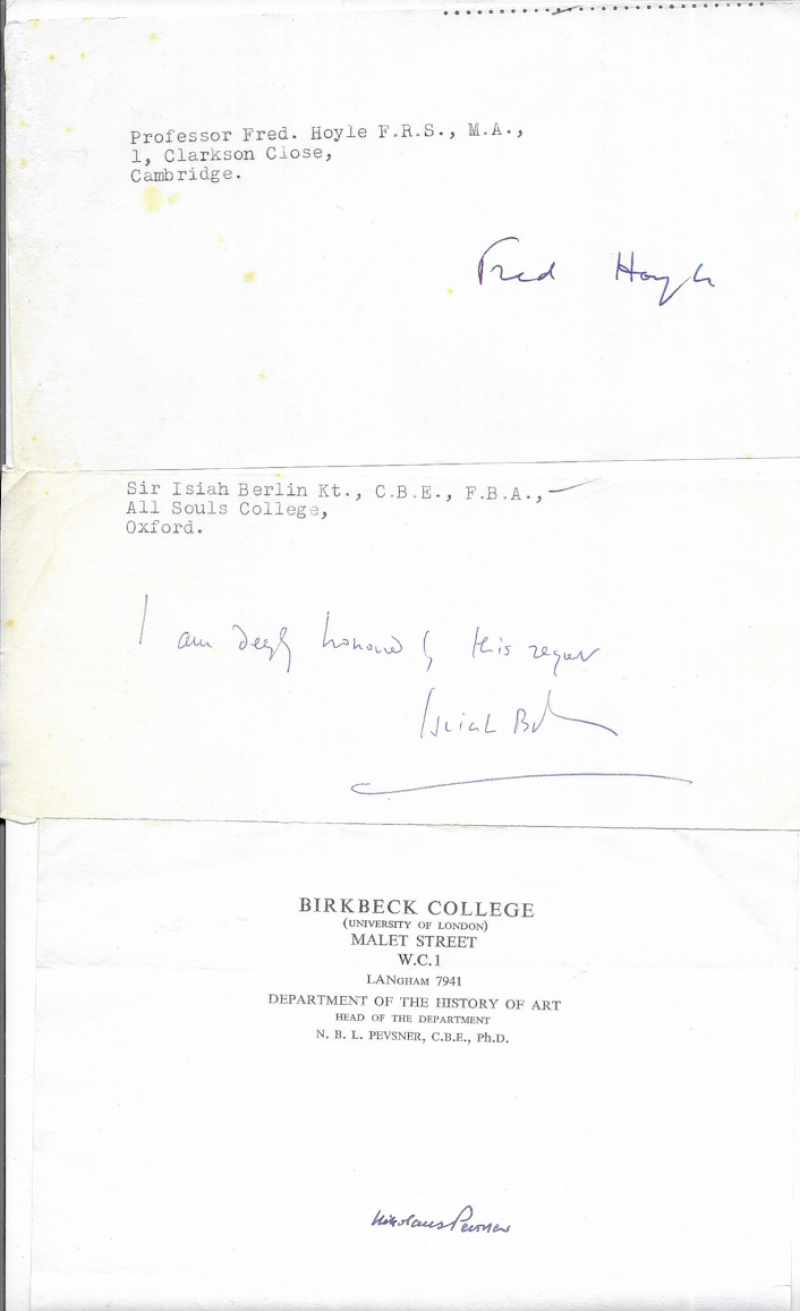 Professor Fred. Hoyle F.R.S., M.A.,
1, Clarkson Close,
Cambridge.
Fred Hoyle
Sir Isiah Berlin Kt., C.B.E., F.B.A.,
All Souls College,
Oxford.
I am deeply honoured by this request
Isaiah Berlin
BIRKBECK COLLEGE
(UNIVERSITY OF LONDON)
MALET STREET
W.C.1
LANGHAM 7941
DEPARTMENT OF THE HISTORY OF ART
HEAD OF THE DEPARTMENT
N. B. L. PEVSNER, C.B.E., Ph.D.
Nikolaus Pevsner